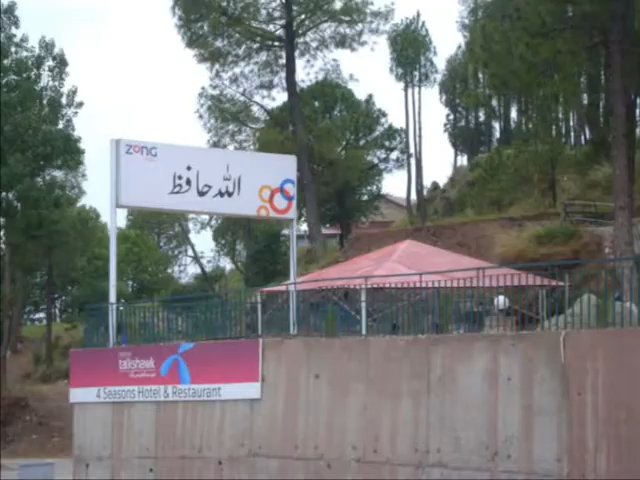 ZONG
اللہ حافظ
talkshawk
4 Seasons Hotel & Restaurant